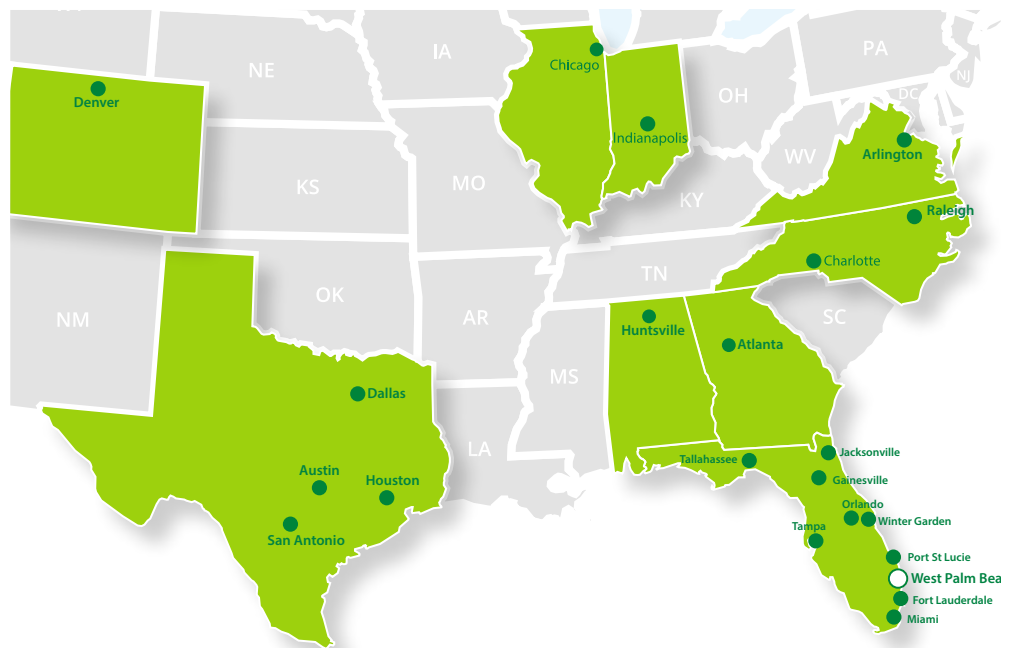 IA
PA
Chicago
NE
NJ
OH
DC
Denver
Indianapolis
Arlington
WV
MO
KS
KY
Raleigh
Charlotte
TN
OK
NM
AR
SC
Huntsville
Atlanta
MS
Dallas
LA
Jacksonville
Tallahassee
Austin
Houston
Gainesville
Orlando
Winter Garden
Tampa
San Antonio
Port St Lucie
West Palm Bea
Fort Lauderdale
Miami